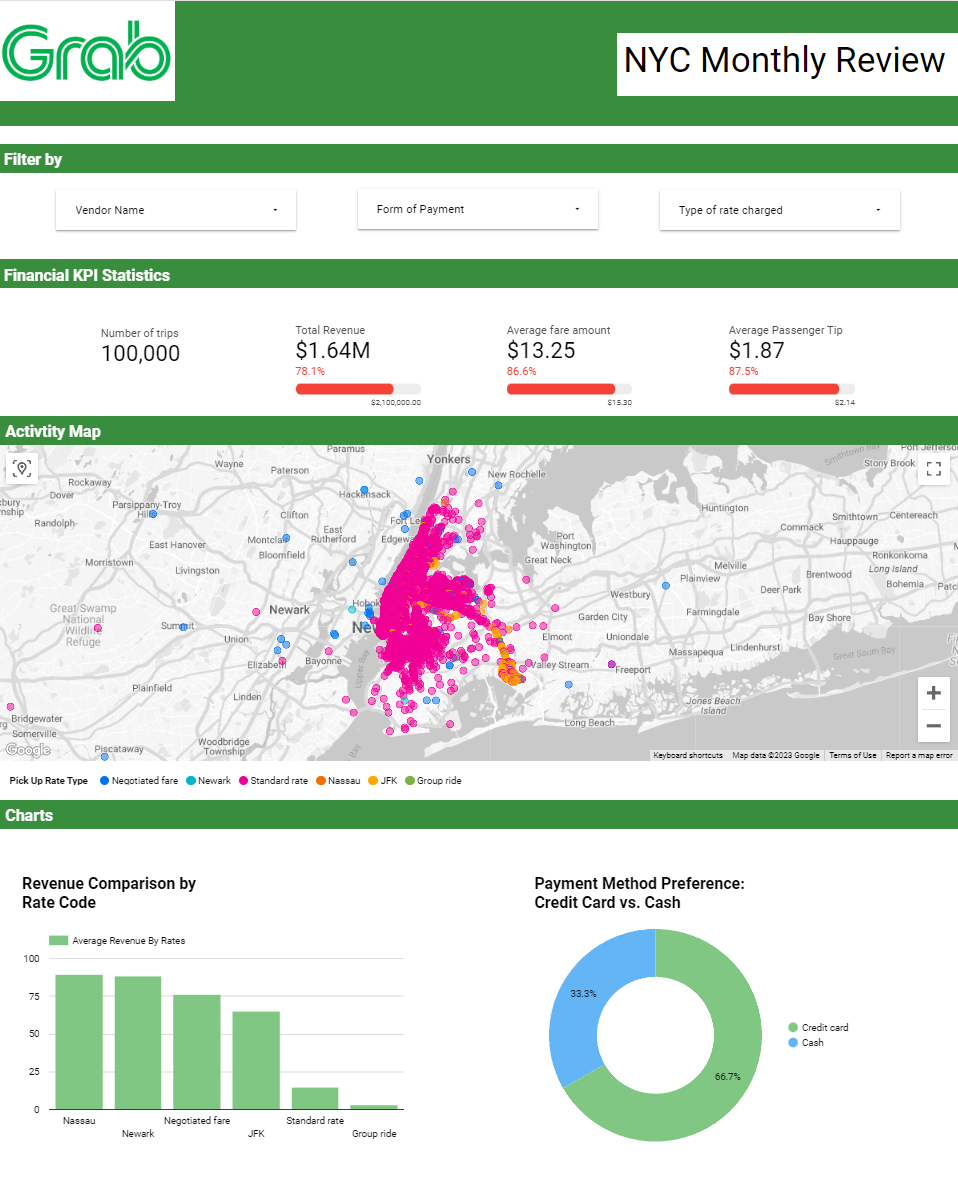 Grab
NYC Monthly Review
Filter by
Vendor Name
Form of Payment
Type of rate charged
Financial KPI Statistics
Number of trips
100,000
Total Revenue
$1.64M
78.1%
$2,100,000.00
Average fare amount
$13.25
86.6%
$15.30
Average Passenger Tip
$1.87
87.5%
$2.14
Activtity Map
Paramus
Yonkers
Smithtown Bay
Port Jefferson
Wayne
Stony Brook
Paterson
New Rochelle
Rockaway
Dover
Hackensack
Parsippany-Troy
Hills
Huntington
Clifton
Smithtown
Centereach
Randolph
Fort Lee
Commack
East
Rutherford
Edgewa
Port
Washington
Hauppauge
Montclair
East Hanover
Bloomfield
Ronkonkoma
Great Neck
Morristown
Melville
Long Island
Livingston
Plainview
Brentwood
Bohemia
Deer Park
Patc
Westbury
Great Swamp
National
Wildlife
Refuge
Newark
Hobok
Farmingdale
Garden City
Bay Shore
Summit
New
Union
Elmont
Uniondale
Lindenhurst
Massapequa
Great South Bay
Elizabeth
Bayonne
Upper Bay
Valley Stream
Freeport
Plainfield
Linden
Jones Beach
Island
Bridgewater
Long Beach
Somerville
Woodbridge
Township
Piscataway
Bay
Google
Keyboard shortcuts
Map data ©2023 Google
Terms of Use
Report a map error
Pick Up Rate Type
Negotiated fare
Newark
Standard rate
Nassau
JFK
Group ride
Charts
Revenue Comparison by
Rate Code
Average Revenue By Rates
100
75
50
25
0
Nassau
Newark
Negotiated fare
JFK
Standard rate
Group ride
Payment Method Preference:
Credit Card vs. Cash
33.3%
66.7%
Credit card
Cash